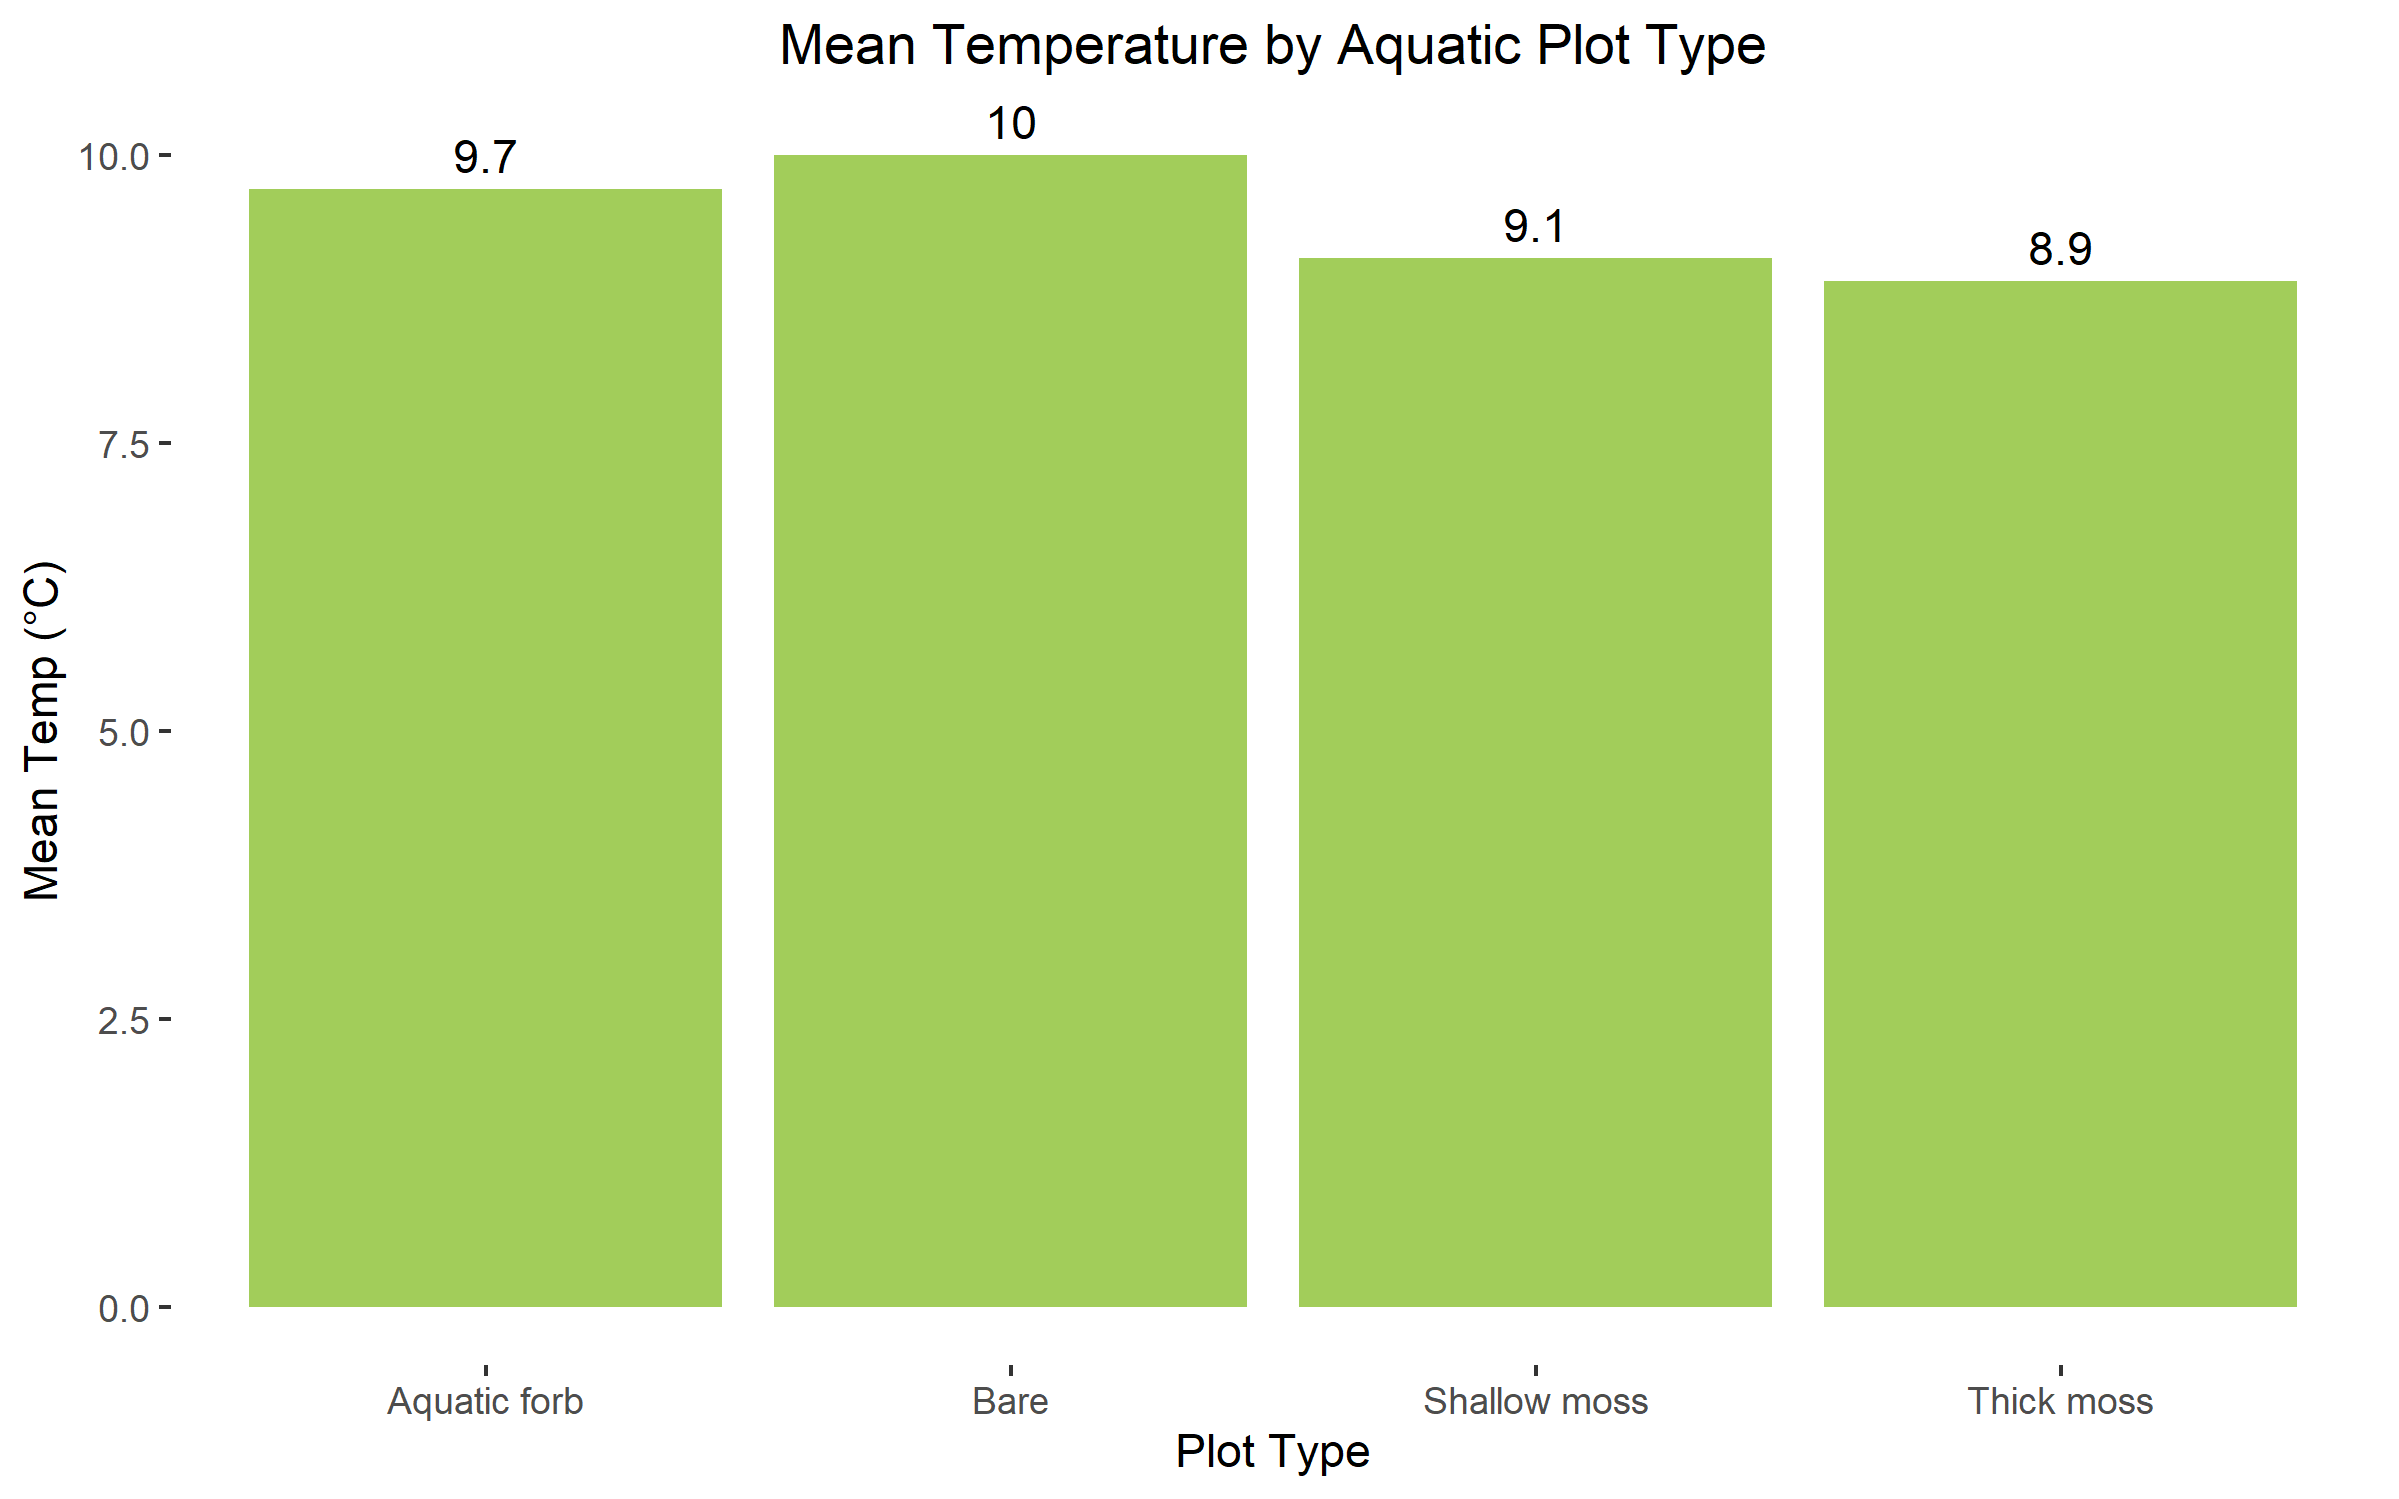 Mean Temperature by Aquatic Plot Type
10
9.7
9.1
8.9
10.0
7.5
5.0
2.5
0.0
Mean Temp (°C)
Aquatic forb
Bare
Shallow moss
Thick moss
Plot Type